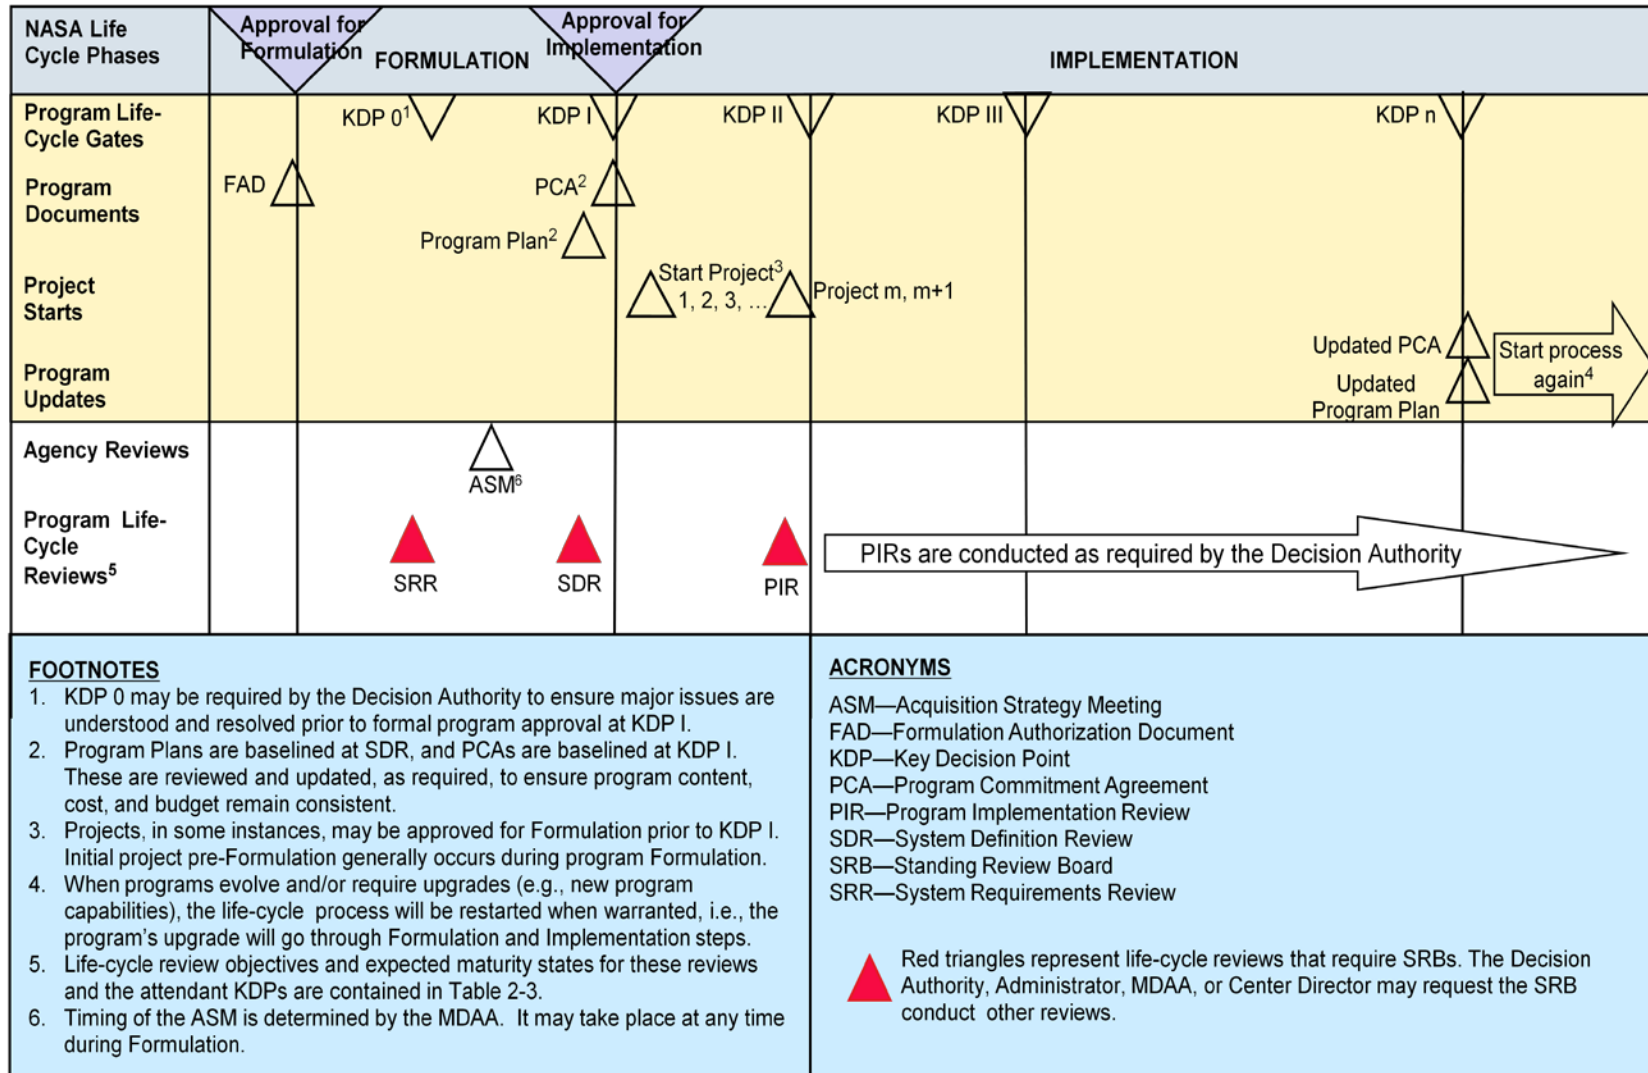 NASA Life
Cycle Phases
Approval for
Formulation
FORMULATION
Approval for
Implementation
IMPLEMENTATION
Program Life-
Cycle Gates
KDP 0¹
KDP I
KDP II
KDP III
KDP n
Program
Documents
FAD
PCA²
Program Plan²
Project
Starts
Start Project³
1, 2, 3, …
Project m, m+1
Program
Updates
Updated PCA
Updated
Program Plan
Start process
again⁴
Agency Reviews
ASM⁶
Program Life-
Cycle
Reviews⁵
SRR
SDR
PIR
PIRs are conducted as required by the Decision Authority
FOOTNOTES
1. KDP 0 may be required by the Decision Authority to ensure major issues are
understood and resolved prior to formal program approval at KDP I.
2. Program Plans are baselined at SDR, and PCAs are baselined at KDP I.
These are reviewed and updated, as required, to ensure program content,
cost, and budget remain consistent.
3. Projects, in some instances, may be approved for Formulation prior to KDP I.
Initial project pre-Formulation generally occurs during program Formulation.
4. When programs evolve and/or require upgrades (e.g., new program
capabilities), the life-cycle process will be restarted when warranted, i.e., the
program's upgrade will go through Formulation and Implementation steps.
5. Life-cycle review objectives and expected maturity states for these reviews
and the attendant KDPs are contained in Table 2-3.
6. Timing of the ASM is determined by the MDAA. It may take place at any time
during Formulation.
ACRONYMS
ASM—Acquisition Strategy Meeting
FAD—Formulation Authorization Document
KDP—Key Decision Point
PCA—Program Commitment Agreement
PIR—Program Implementation Review
SDR—System Definition Review
SRB—Standing Review Board
SRR—System Requirements Review
Red triangles represent life-cycle reviews that require SRBs. The Decision
Authority, Administrator, MDAA, or Center Director may request the SRB
conduct other reviews.